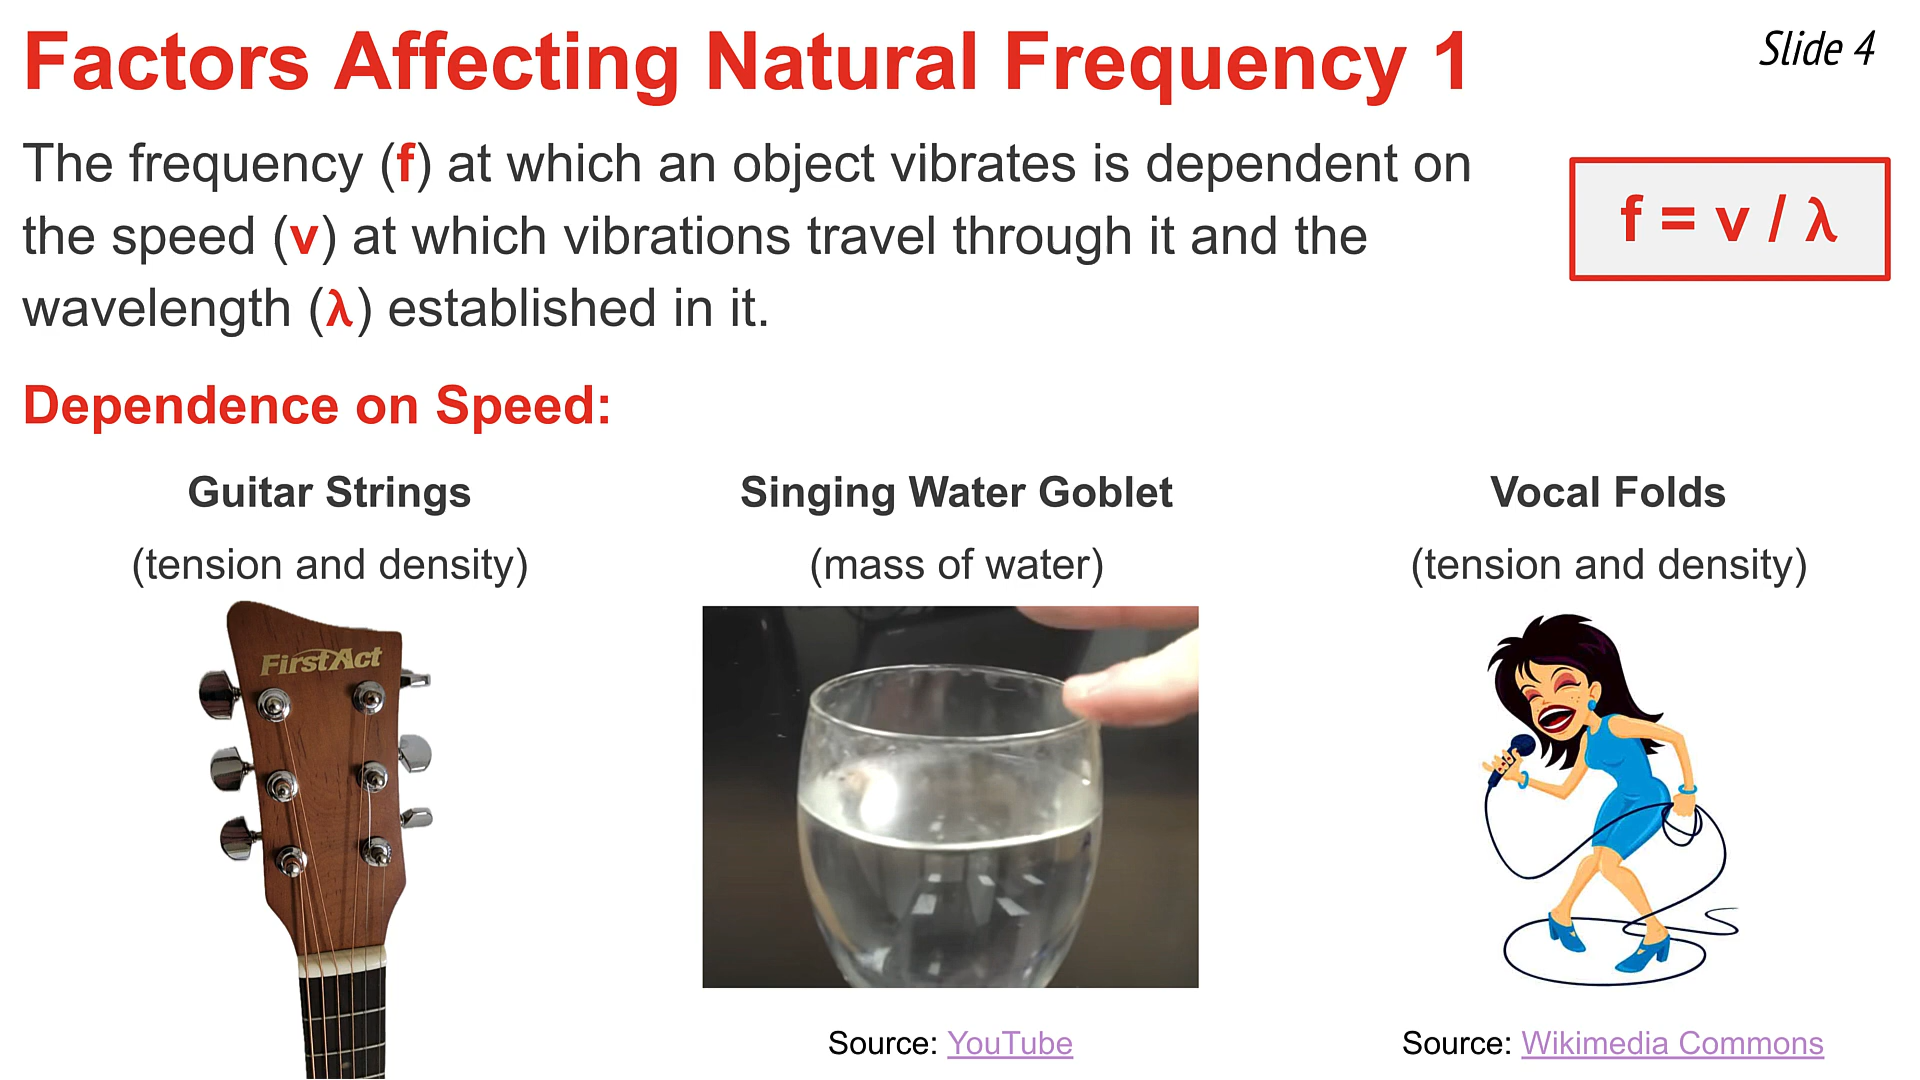 Factors Affecting Natural Frequency 1
Slide 4
The frequency (f) at which an object vibrates is dependent on
the speed (v) at which vibrations travel through it and the
wavelength (λ) established in it.
f = v / λ
Dependence on Speed:
Guitar Strings
(tension and density)
FirstAct
Singing Water Goblet
(mass of water)
Source: YouTube
Vocal Folds
(tension and density)
Source: Wikimedia Commons